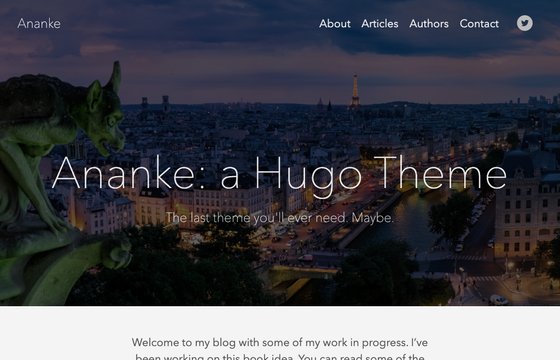 Ananke
About Articles Authors Contact
Ananke: a Hugo Theme
The last theme you'll ever need. Maybe.
Welcome to my blog with some of my work in progress. I've
been working on this book idea. You can read some of the